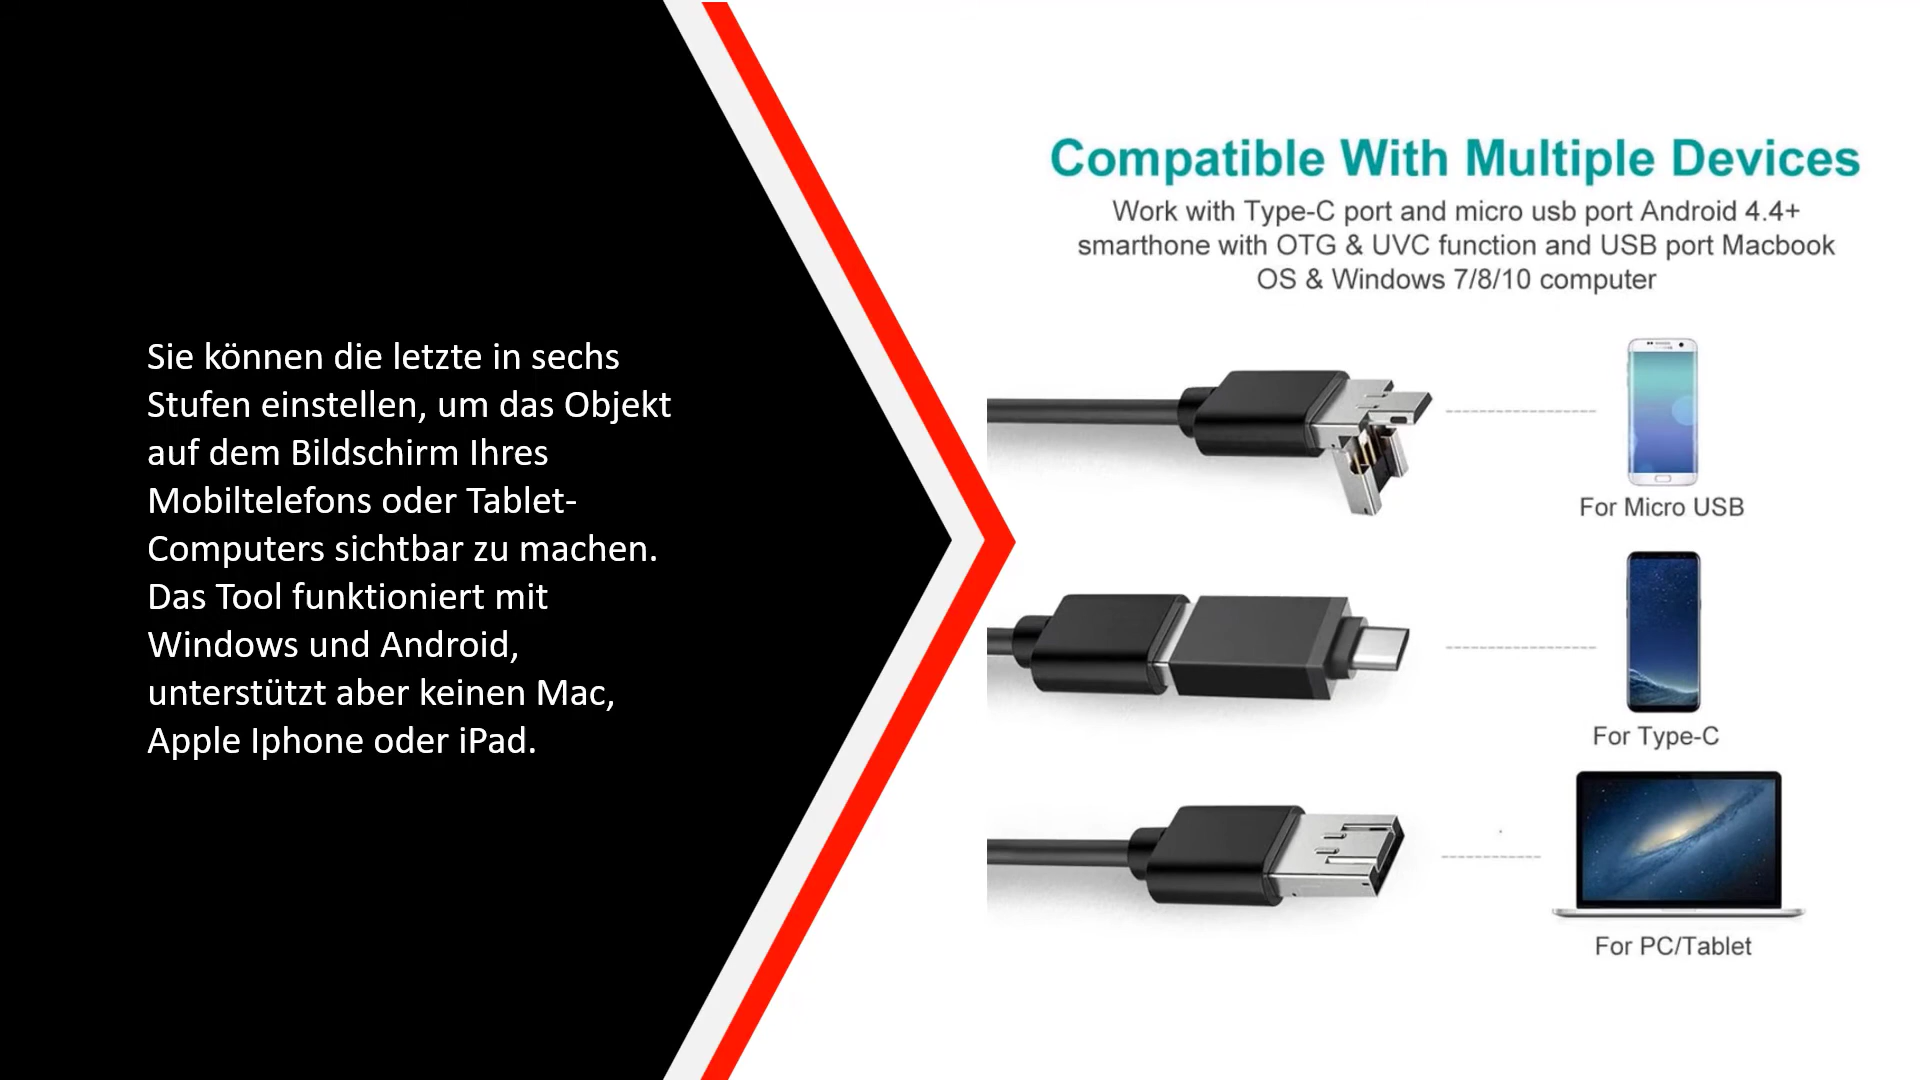 Sie können die letzte in sechs
Stufen einstellen, um das Objekt
auf dem Bildschirm Ihres
Mobiltelefons oder Tablet-
Computers sichtbar zu machen.
Das Tool funktioniert mit
Windows und Android,
unterstützt aber keinen Mac,
Apple Iphone oder iPad.
Compatible With Multiple Devices
Work with Type-C port and micro usb port Android 4.4+
smarthone with OTG & UVC function and USB port Macbook
OS & Windows 7/8/10 computer
For Micro USB
For Type-C
For PC/Tablet